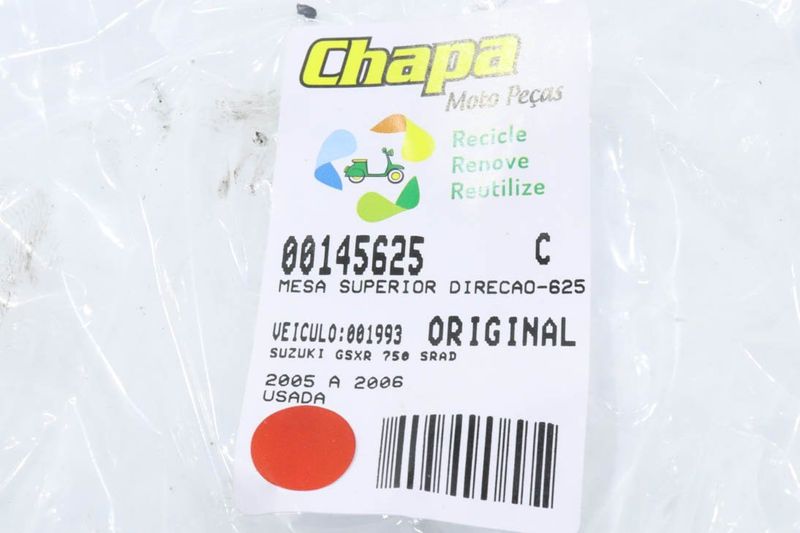 Chapa
Moto Peças
Recicle
Renove
Reutilize
00145625 C
MESA SUPERIOR DIRECAO-625
VEICULO:001993 ORIGINAL
SUZUKI GSXR 750 SRAD
2005 A 2006
USADA